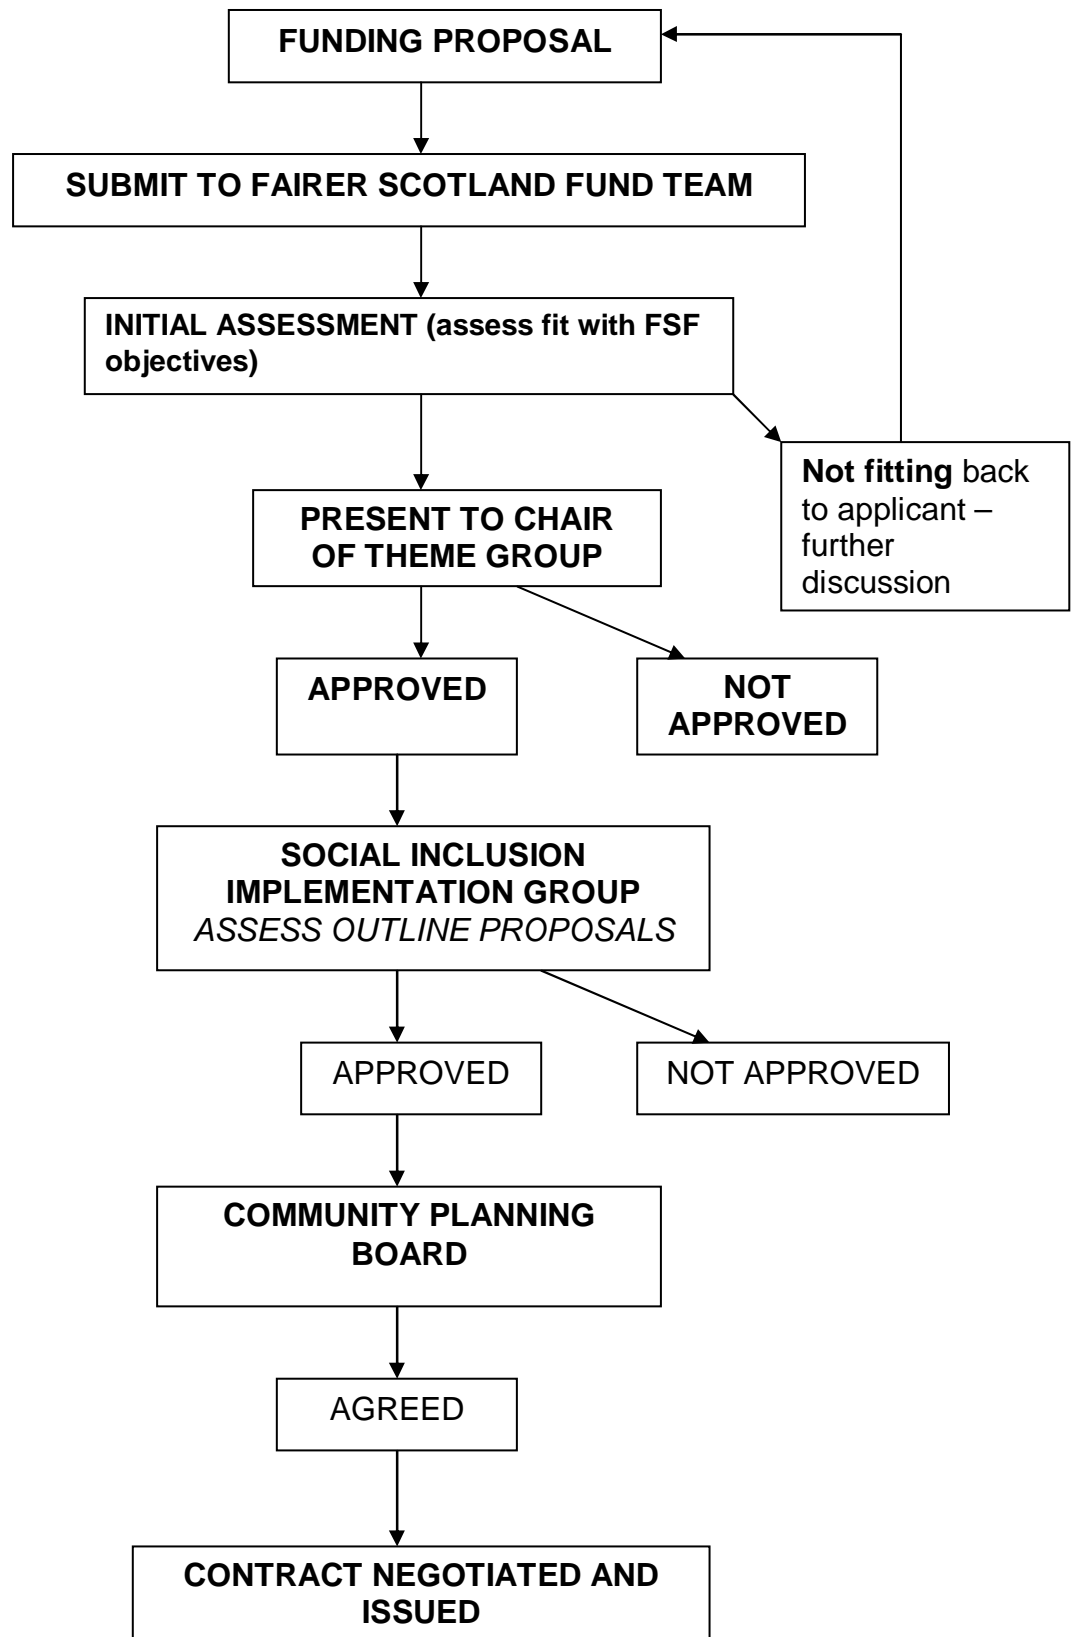 FUNDING PROPOSAL
SUBMIT TO FAIRER SCOTLAND FUND TEAM
INITIAL ASSESSMENT (assess fit with FSF
objectives)
Not fitting back
to applicant –
further
discussion
PRESENT TO CHAIR
OF THEME GROUP
APPROVED
NOT
APPROVED
SOCIAL INCLUSION
IMPLEMENTATION GROUP
ASSESS OUTLINE PROPOSALS
APPROVED
NOT APPROVED
COMMUNITY PLANNING
BOARD
AGREED
CONTRACT NEGOTIATED AND
ISSUED